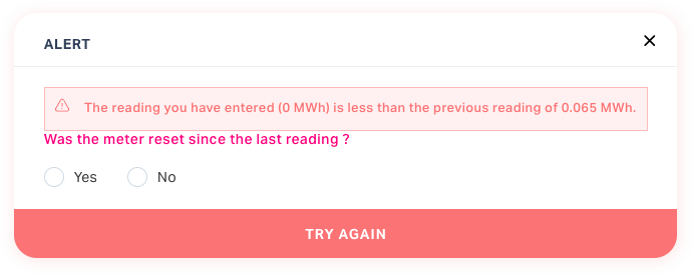 ALERT
The reading you have entered (0 MWh) is less than the previous reading of 0.065 MWh.
Was the meter reset since the last reading ?
Yes No
TRY AGAIN